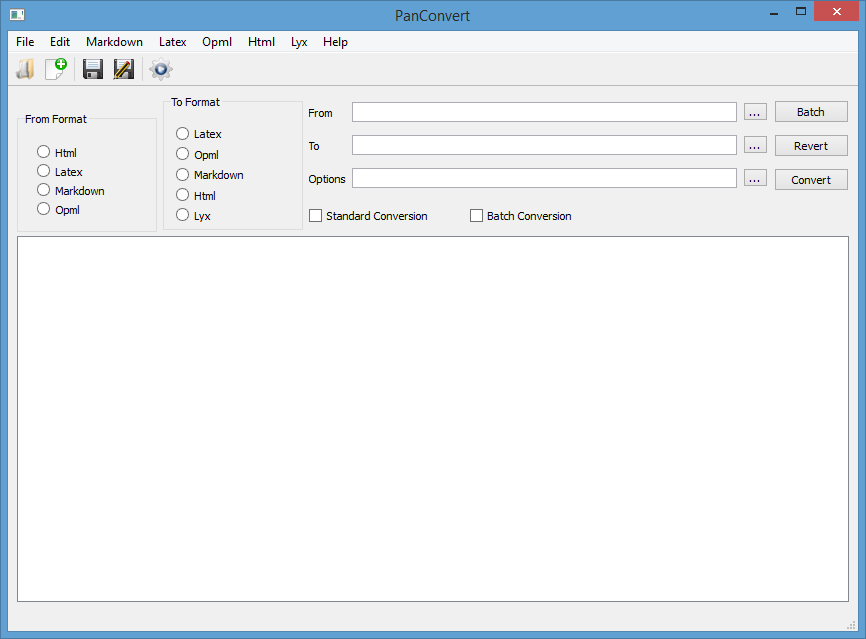 PanConvert
File Edit Markdown Latex Opml Html Lyx Help
From Format
Html
Latex
Markdown
Opml
To Format
Latex
Opml
Markdown
Html
Lyx
From ... Batch
To ... Revert
Options ... Convert
Standard Conversion Batch Conversion